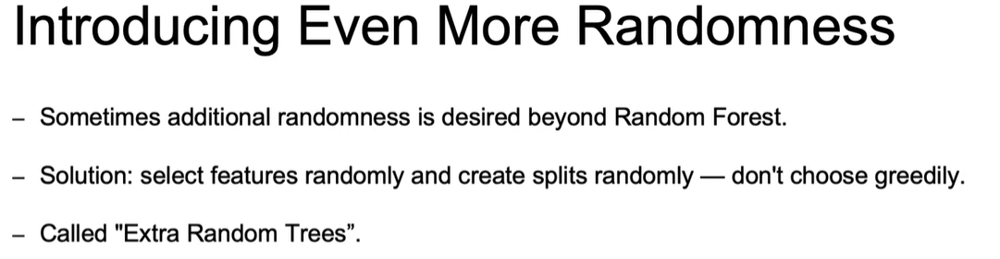 Introducing Even More Randomness
– Sometimes additional randomness is desired beyond Random Forest.
– Solution: select features randomly and create splits randomly — don't choose greedily.
– Called "Extra Random Trees”.